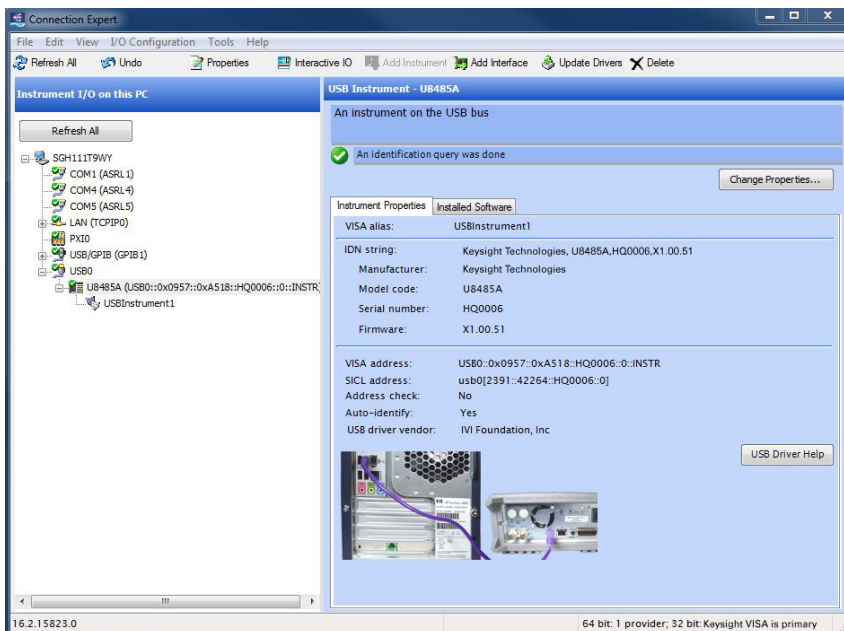 Connection Expert
File Edit View I/O Configuration Tools Help
Refresh All Undo Properties Interactive IO Add Instrument Add Interface Update Drivers Delete
Instrument I/O on this PC
Refresh All
SGH111T9WY
COM1 (ASRL1)
COM4 (ASRL4)
COM5 (ASRL5)
LAN (TCPIP0)
PXI0
USB/GPIB (GPIB1)
USB0
U8485A (USB0::0x0957::0xA518::HQ0006::0::INSTR)
USBInstrument1
USB Instrument - U8485A
An instrument on the USB bus
An identification query was done
Change Properties...
Instrument Properties Installed Software
VISA alias: USBInstrument1
IDN string: Keysight Technologies, U8485A,HQ0006,X1.00.51
Manufacturer: Keysight Technologies
Model code: U8485A
Serial number: HQ0006
Firmware: X1.00.51
VISA address: USB0::0x0957::0xA518::HQ0006::0::INSTR
SICL address: usb0[2391::42264::HQ0006::0]
Address check: No
Auto-identify: Yes
USB driver vendor: IVI Foundation, Inc
USB Driver Help
16.2.15823.0
64 bit: 1 provider; 32 bit: Keysight VISA is primary